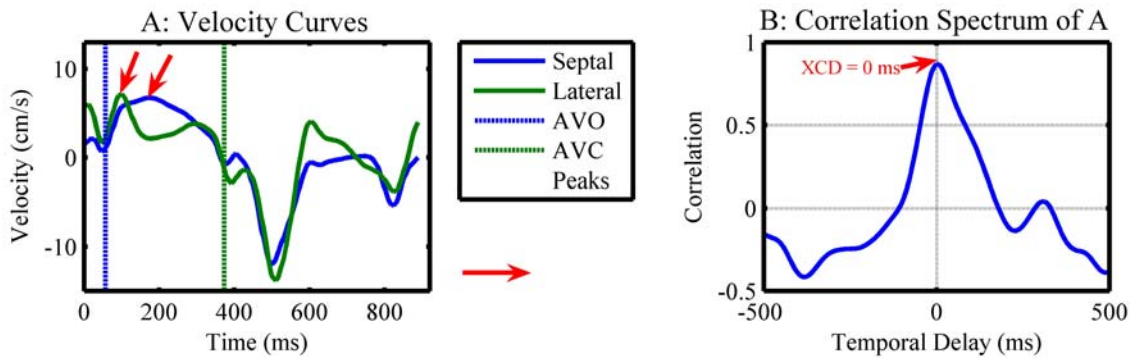 A: Velocity Curves
10
0
-10
Velocity (cm/s)
0
200
400
600
800
Time (ms)
Septal
Lateral
AVO
AVC
Peaks
B: Correlation Spectrum of A
XCD = 0 ms
1
0.5
0
-0.5
Correlation
-500
0
500
Temporal Delay (ms)